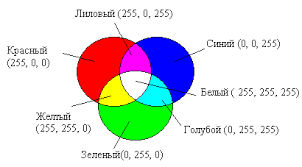 Лиловый (255, 0, 255)
Красный
(255, 0, 0)
Синий (0, 0, 255)
Белый ( 255, 255, 255)
Желтый
(255, 255, 0)
Голубой (0, 255, 255)
Зеленый(0, 255, 0)